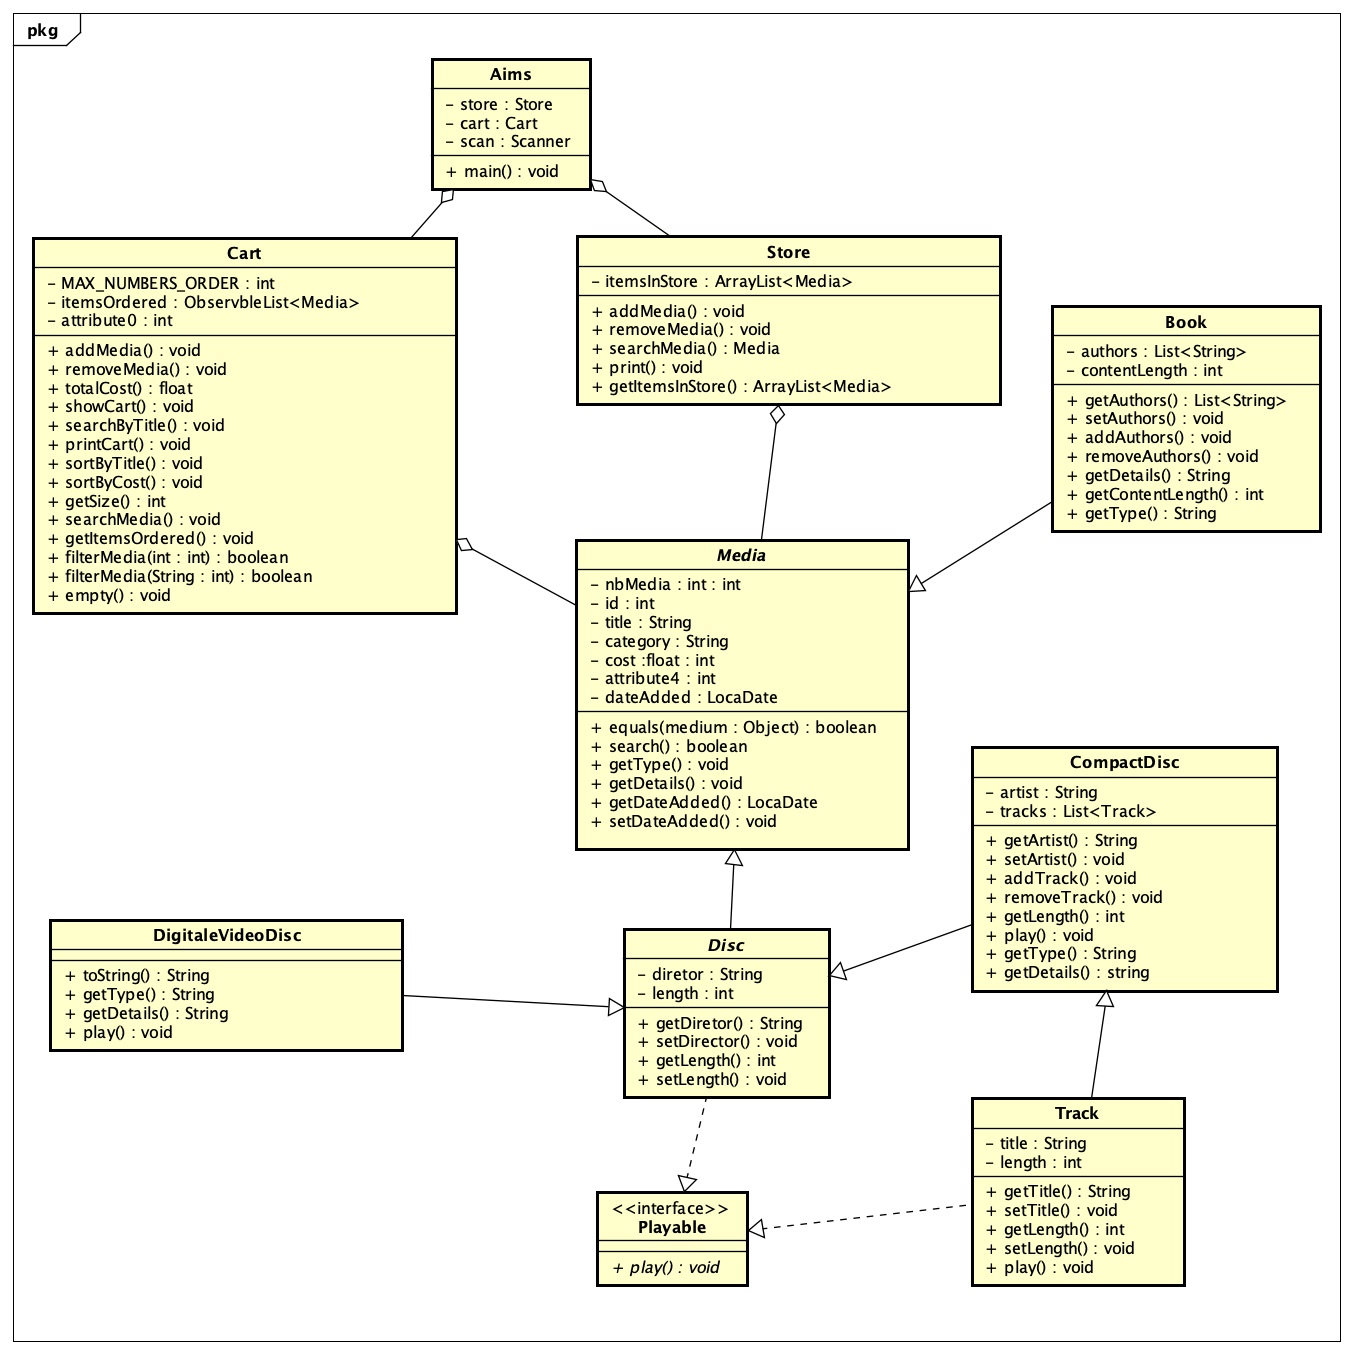 pkg
Aims
– store : Store
– cart : Cart
– scan : Scanner
+ main() : void
Cart
– MAX_NUMBERS_ORDER : int
– itemsOrdered : ObservbleList<Media>
– attribute0 : int
+ addMedia() : void
+ removeMedia() : void
+ totalCost() : float
+ showCart() : void
+ searchByTitle() : void
+ printCart() : void
+ sortByTitle() : void
+ sortByCost() : void
+ getSize() : int
+ searchMedia() : void
+ getItemsOrdered() : void
+ filterMedia(int : int) : boolean
+ filterMedia(String : int) : boolean
+ empty() : void
Store
– itemsInStore : ArrayList<Media>
+ addMedia() : void
+ removeMedia() : void
+ searchMedia() : Media
+ print() : void
+ getItemsInStore() : ArrayList<Media>
Book
– authors : List<String>
– contentLength : int
+ getAuthors() : List<String>
+ setAuthors() : void
+ addAuthors() : void
+ removeAuthors() : void
+ getDetails() : String
+ getContentLength() : int
+ getType() : String
Media
– nbMedia : int : int
– id : int
– title : String
– category : String
– cost :float : int
– attribute4 : int
– dateAdded : LocaDate
+ equals(medium : Object) : boolean
+ search() : boolean
+ getType() : void
+ getDetails() : void
+ getDateAdded() : LocaDate
+ setDateAdded() : void
CompactDisc
– artist : String
– tracks : List<Track>
+ getArtist() : String
+ setArtist() : void
+ addTrack() : void
+ removeTrack() : void
+ getLength() : int
+ play() : void
+ getType() : String
+ getDetails() : string
DigitaleVideoDisc
+ toString() : String
+ getType() : String
+ getDetails() : String
+ play() : void
Disc
– diretor : String
– length : int
+ getDiretor() : String
+ setDirector() : void
+ getLength() : int
+ setLength() : void
Track
– title : String
– length : int
+ getTitle() : String
+ setTitle() : void
+ getLength() : int
+ setLength() : void
+ play() : void
<<interface>>
Playable
+ play() : void